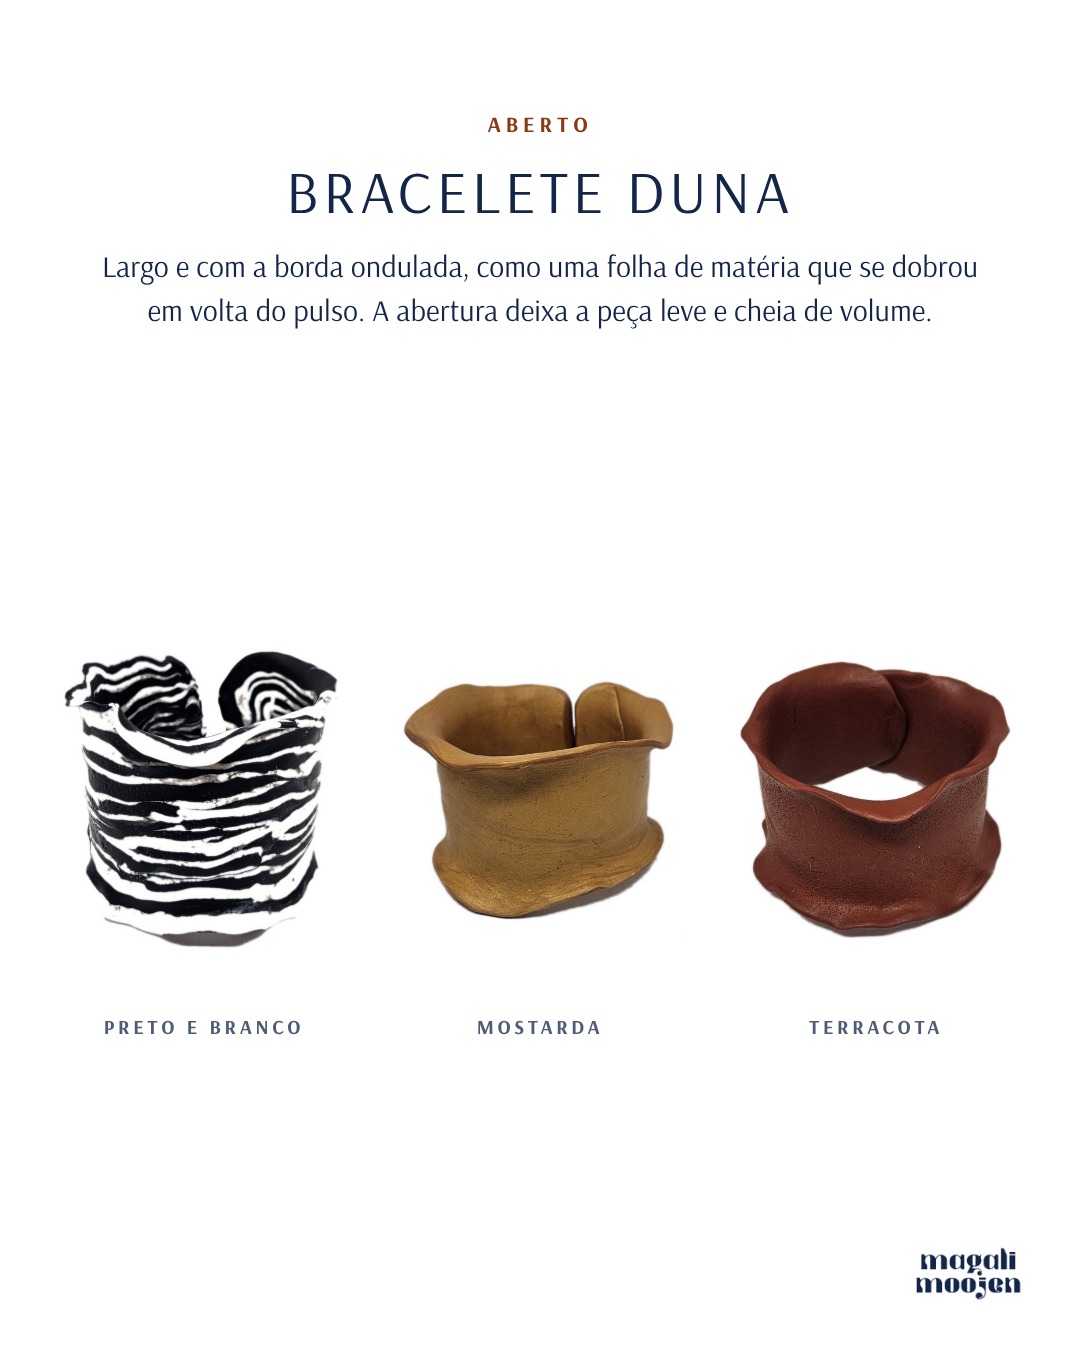 ABERTO
BRACELETE DUNA
Largo e com a borda ondulada, como uma folha de matéria que se dobrou
em volta do pulso. A abertura deixa a peça leve e cheia de volume.
PRETO E BRANCO
MOSTARDA
TERRACOTA
magali
moojen